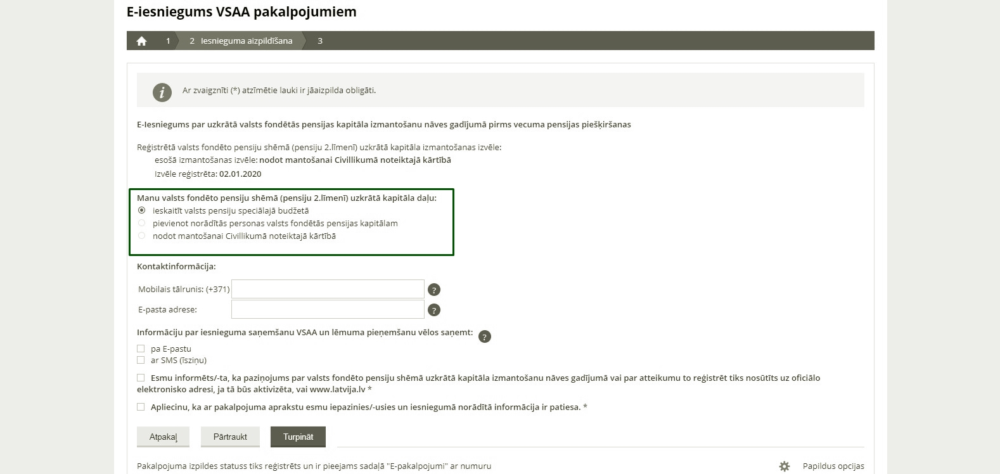 E-iesniegums VSAA pakalpojumiem
1 2 Iesnieguma aizpildīšana 3
i Ar zvaigznīti (*) atzīmētie lauki ir jāaizpilda obligāti.
E-Iesniegums par uzkrātā valsts fondētās pensijas kapitāla izmantošanu nāves gadījumā pirms vecuma pensijas piešķiršanas
Reģistrētā valsts fondēto pensiju shēmā (pensiju 2.līmenī) uzkrātā kapitāla izmantošanas izvēle:
esošā izmantošanas izvēle: nodot mantošanai Civillikumā noteiktajā kārtībā
Izvēle reģistrēta: 02.01.2020
Manu valsts fondēto pensiju shēmā (pensiju 2.līmenī) uzkrātā kapitāla daļu:
ieskaitīt valsts pensiju speciālajā budžetā
pievienot norādītās personas valsts fondētās pensijas kapitālam
nodot mantošanai Civillikumā noteiktajā kārtībā
Kontaktinformācija:
Mobilais tālrunis: (+371) ?
E-pasta adrese: ?
Informāciju par iesnieguma saņemšanu VSAA un lēmuma pieņemšanu vēlos saņemt: ?
pa E-pastu
ar SMS (īsziņu)
Esmu informēts/-ta, ka paziņojums par valsts fondēto pensiju shēmā uzkrātā kapitāla izmantošanu nāves gadījumā vai par atteikumu to reģistrēt tiks nosūtīts uz oficiālo
elektronisko adresi, ja tā būs aktivizēta, vai www.latvija.lv *
Apliecinu, ka ar pakalpojuma aprakstu esmu iepazinies/-usies un iesniegumā norādītā informācija ir patiesa. *
Atpakaļ Pārtraukt Turpināt
Pakalpojuma izpildes statuss tiks reģistrēts un ir pieejams sadaļā "E-pakalpojumi" ar numuru Papildus opcijas